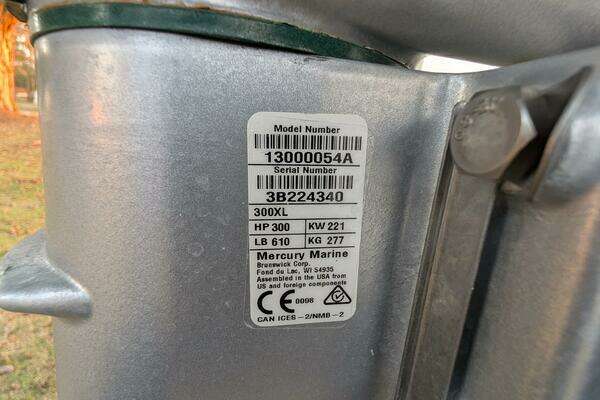 Model Number
13000054A
Serial Number
3B224340
300XL
HP 300 KW 221
LB 610 KG 277
Mercury Marine
Brunswick Corp.
Fond du Lac, WI 54935
Assembled in the USA from
US and foreign components
CE 0098
CAN ICES-2/NMB-2